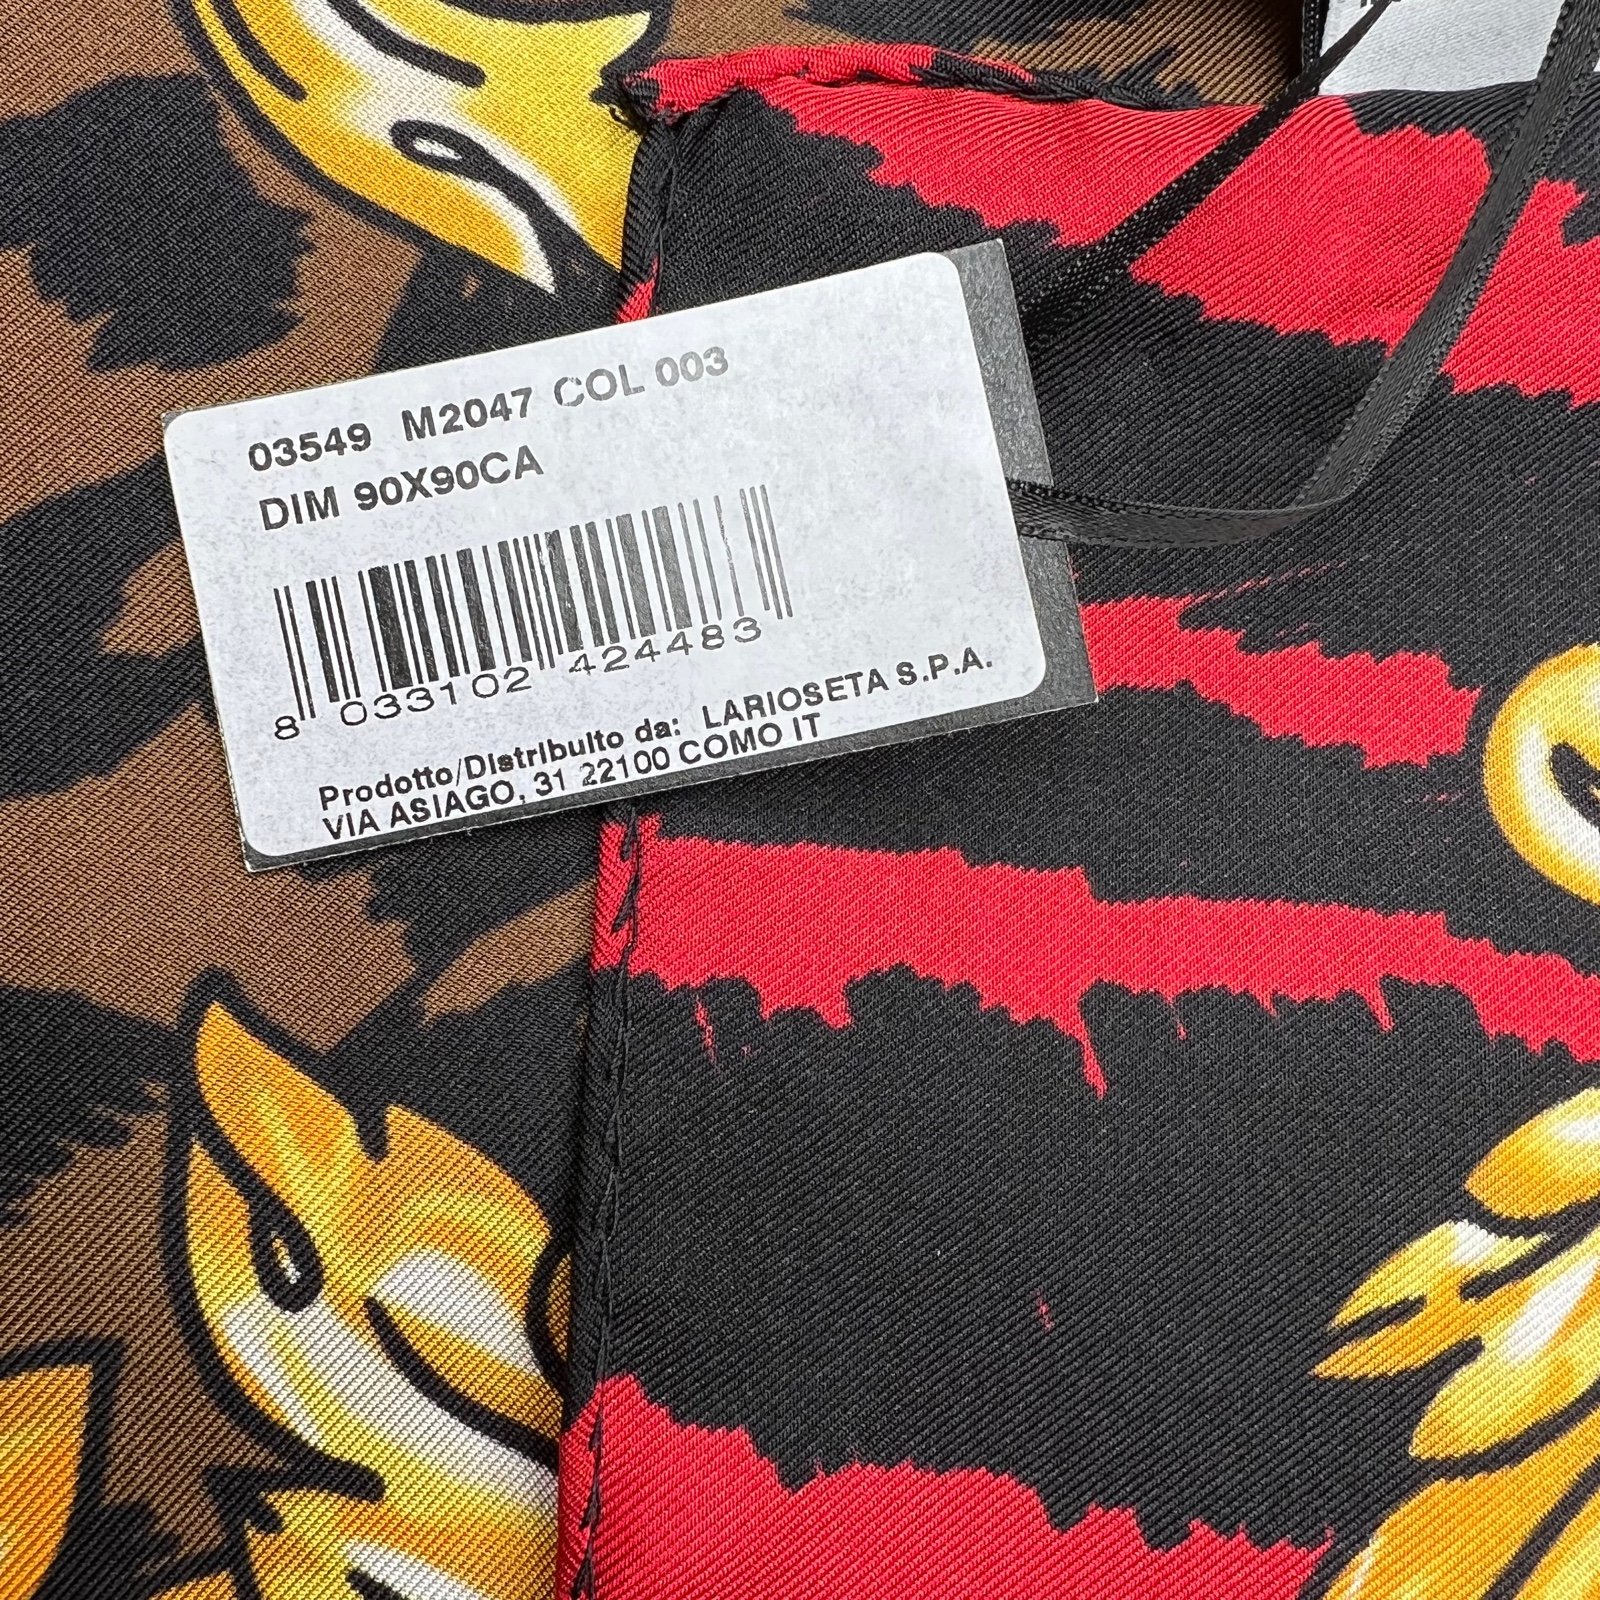 03549 M2047 COL 003
DIM 90X90CA
8 033102 424483
Prodotto/Distribuito da: LARIOSETA S.P.A.
VIA ASIAGO, 31 22100 COMO IT